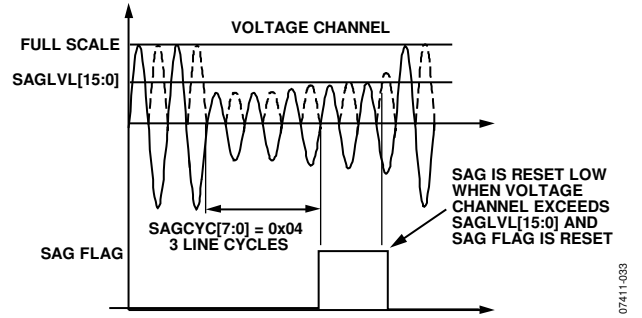 VOLTAGE CHANNEL
FULL SCALE
SAGLVL[15:0]
SAGCYC[7:0] = 0x04
3 LINE CYCLES
SAG IS RESET LOW
WHEN VOLTAGE
CHANNEL EXCEEDS
SAGLVL[15:0] AND
SAG FLAG IS RESET
SAG FLAG
07411-033